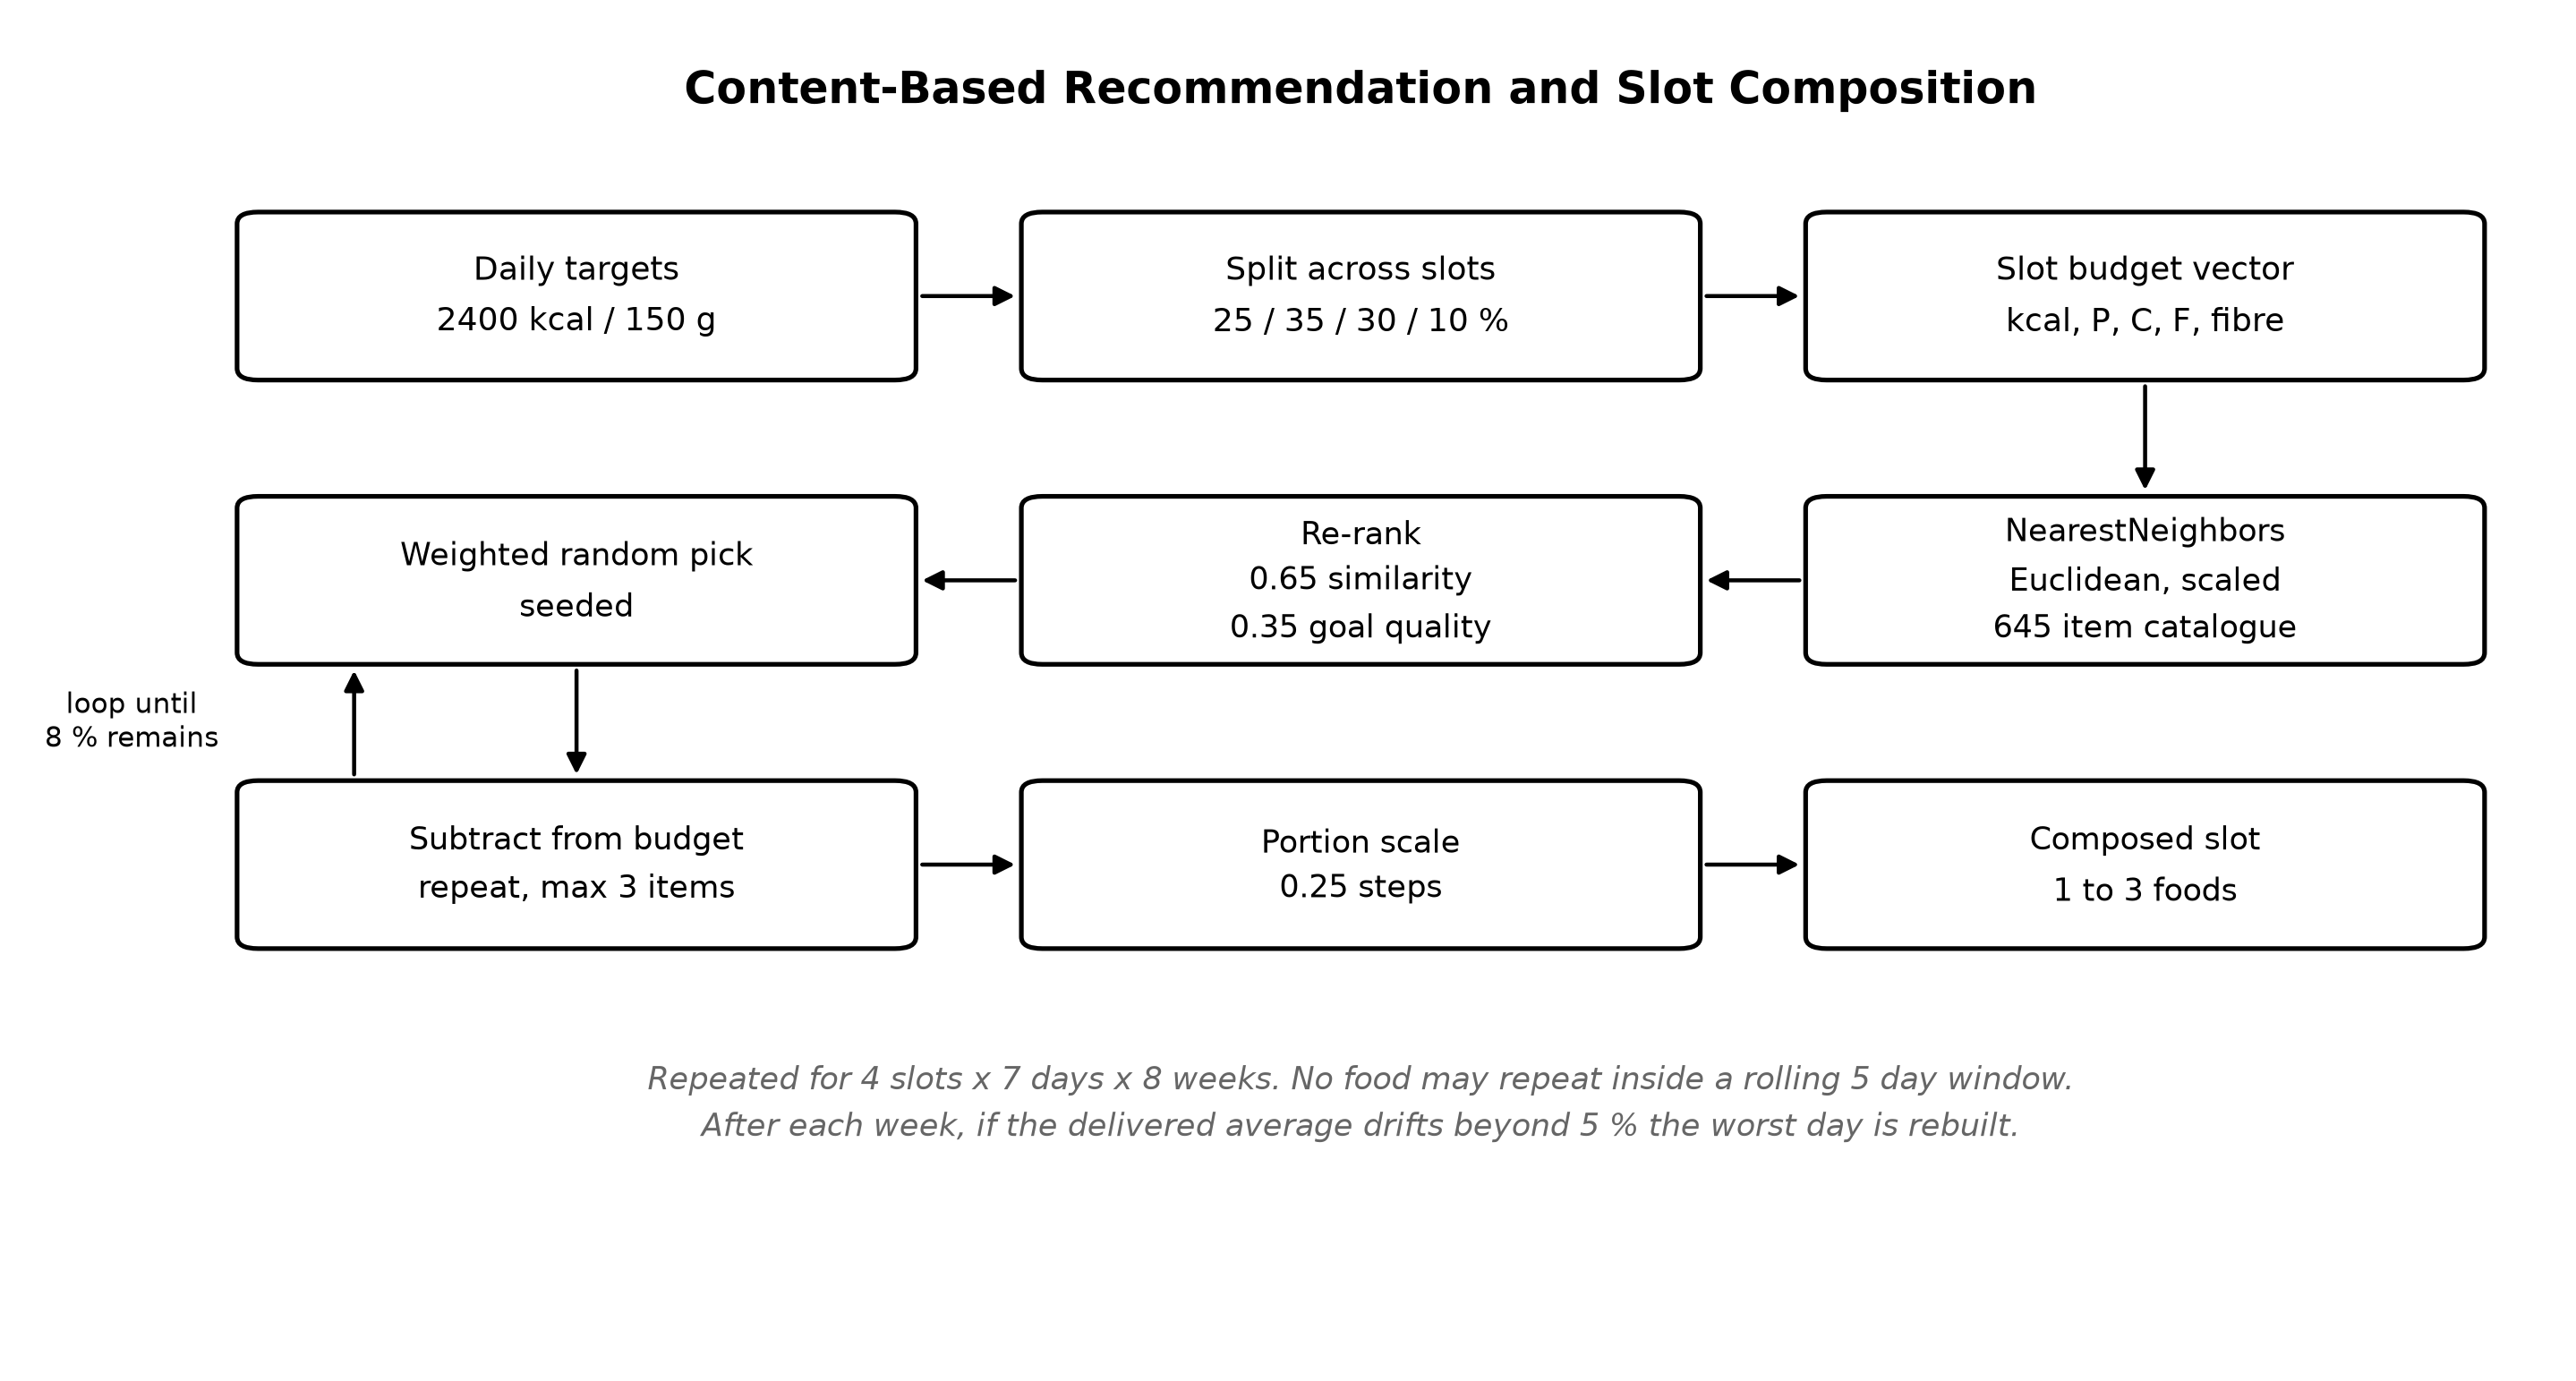 Content-Based Recommendation and Slot Composition
Daily targets
2400 kcal / 150 g
Split across slots
25 / 35 / 30 / 10 %
Slot budget vector
kcal, P, C, F, fibre
Weighted random pick
seeded
Re-rank
0.65 similarity
0.35 goal quality
NearestNeighbors
Euclidean, scaled
645 item catalogue
loop until
8 % remains
Subtract from budget
repeat, max 3 items
Portion scale
0.25 steps
Composed slot
1 to 3 foods
Repeated for 4 slots x 7 days x 8 weeks. No food may repeat inside a rolling 5 day window.
After each week, if the delivered average drifts beyond 5 % the worst day is rebuilt.